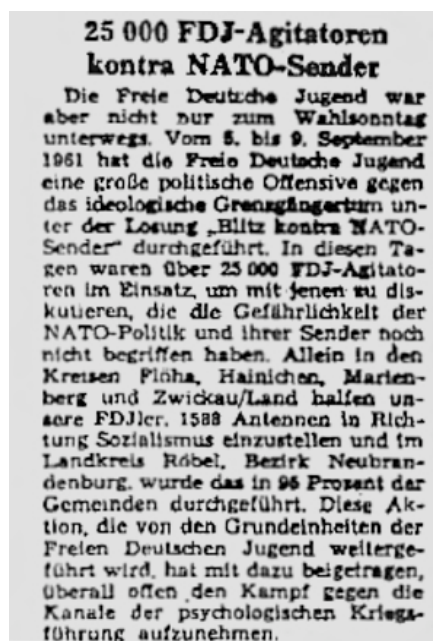 25 000 FDJ-Agitatoren
kontra NATO-Sender
Die Freie Deutsche Jugend war
aber nicht nur zum Wahlsonntag
unterwegs. Vom 5. bis 9. September
1961 hat die Freie Deutsche Jugend
eine große politische Offensive gegen
das ideologische Grenzgängertum un-
ter der Losung „Blitz kontra NATO-
Sender“ durchgeführt. In diesen Ta-
gen waren über 25 000 FDJ-Agitato-
ren im Einsatz, um mit jenen zu dis-
kutieren, die die Gefährlichkeit der
NATO-Politik und ihrer Sender noch
nicht begriffen haben. Allein in den
Kreisen Flöha, Hainichen, Marien-
berg und Zwickau/Land halfen un-
sere FDJler, 1588 Antennen in Rich-
tung Sozialismus einzustellen und im
Landkreis Röbel, Bezirk Neubran-
denburg, wurde das in 96 Prozent der
Gemeinden durchgeführt. Diese Ak-
tion, die von den Grundeinheiten der
Freien Deutschen Jugend weiterge-
führt wird, hat mit dazu beigetragen,
überall offen den Kampf gegen die
Kanäle der psychologischen Kriegs-
führung aufzunehmen.